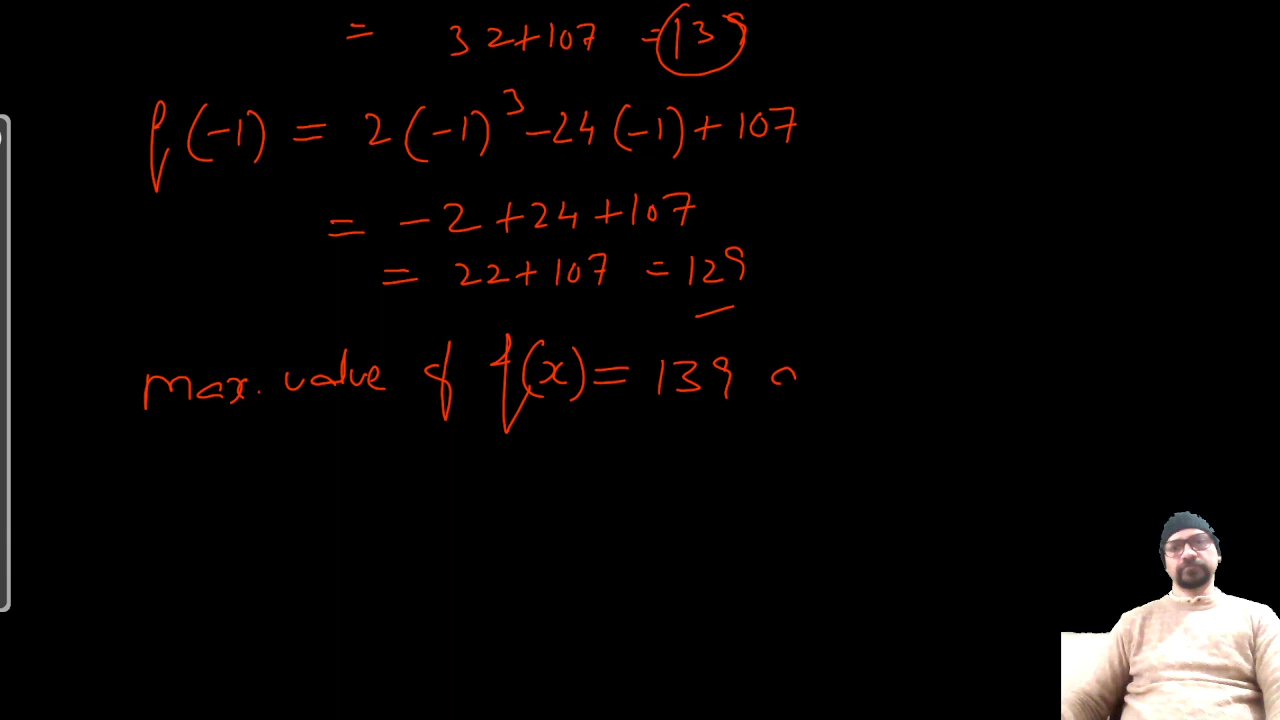 = 32+107 =139
f(-1) = 2(-1)³-24(-1)+107
= -2+24+107
= 22+107 =129
max. value of f(x)= 139 a